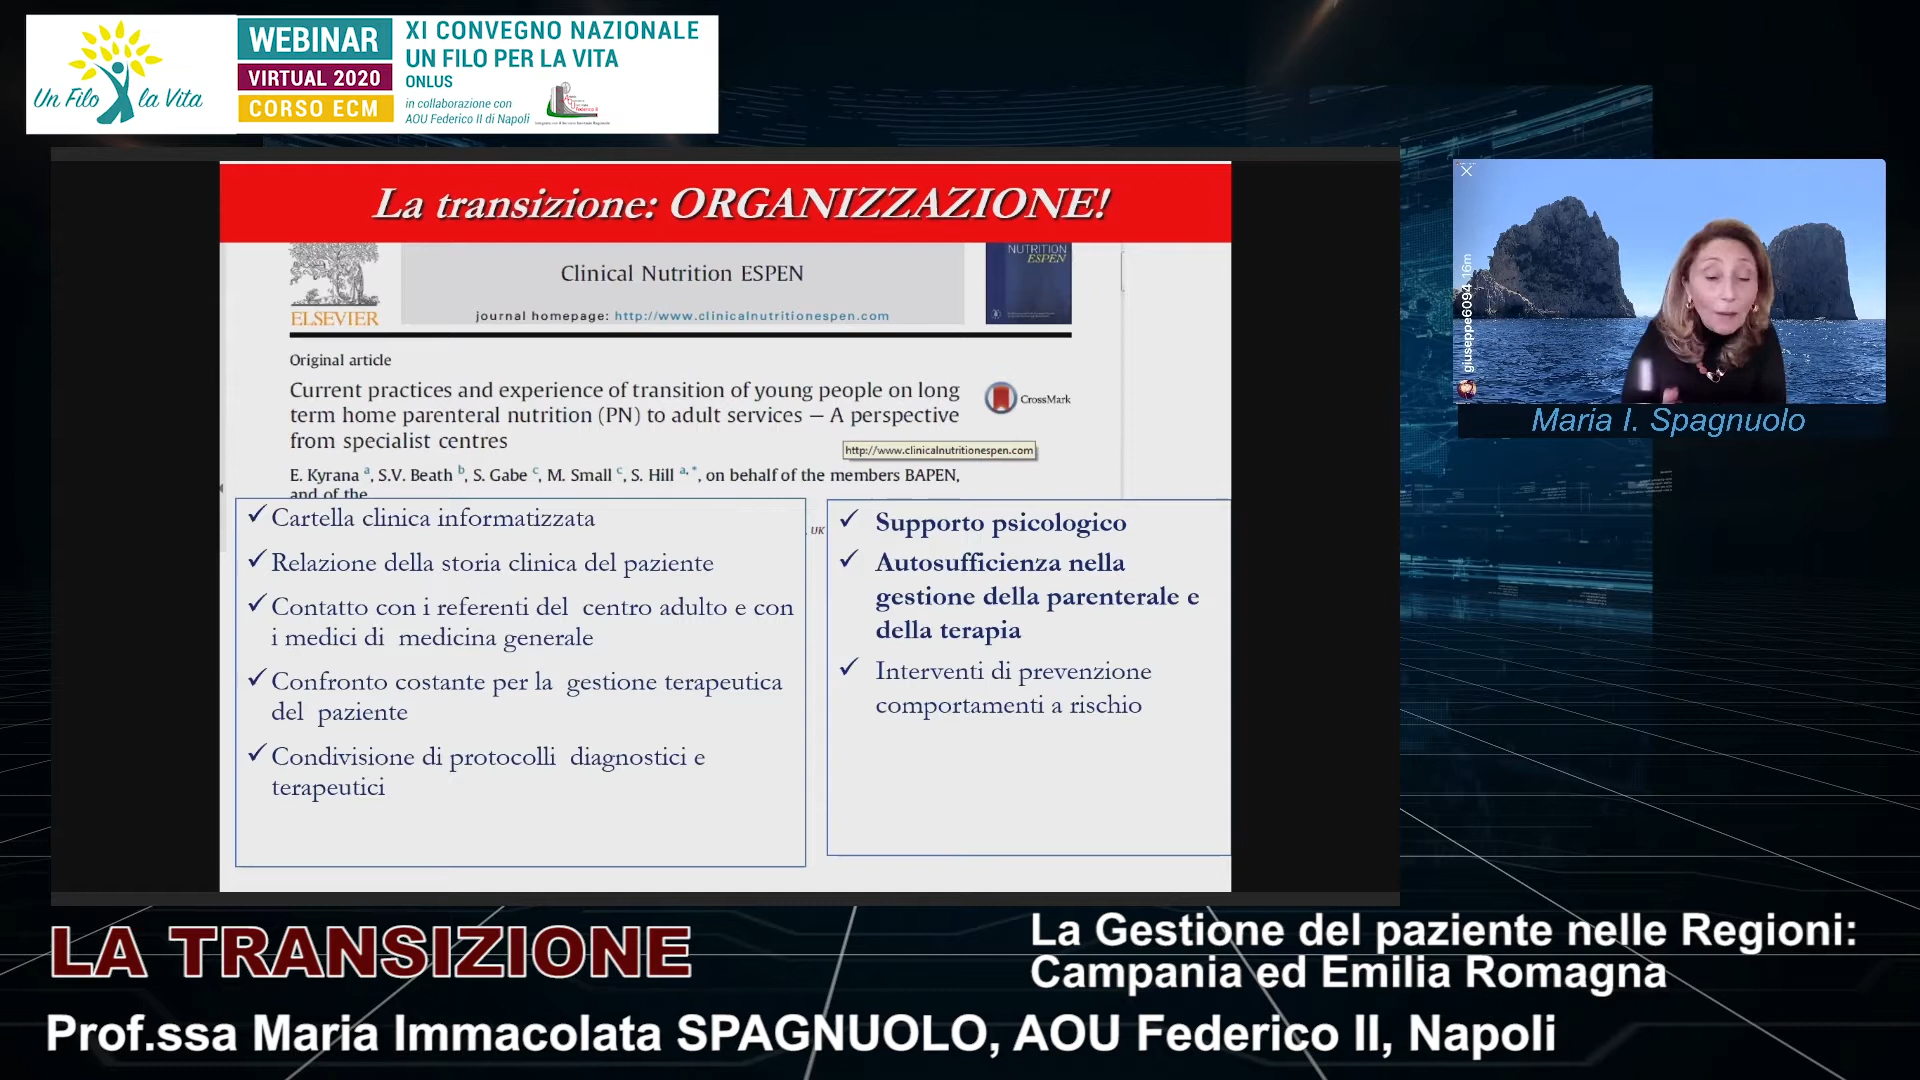 Un Filo la Vita
WEBINAR
VIRTUAL 2020
CORSO ECM
XI CONVEGNO NAZIONALE
UN FILO PER LA VITA
ONLUS
in collaborazione con
AOU Federico II di Napoli
La transizione: ORGANIZZAZIONE!
ELSEVIER
Clinical Nutrition ESPEN
journal homepage: http://www.clinicalnutritionespen.com
NUTRITION
ESPEN
Original article
Current practices and experience of transition of young people on long
term home parenteral nutrition (PN) to adult services – A perspective
from specialist centres
CrossMark
http://www.clinicalnutritionespen.com
E. Kyrana a, S.V. Beath b, S. Gabe c, M. Small c, S. Hill a,*, on behalf of the members BAPEN,
and of the
, UK
✓ Cartella clinica informatizzata
✓ Relazione della storia clinica del paziente
✓ Contatto con i referenti del centro adulto e con
i medici di medicina generale
✓ Confronto costante per la gestione terapeutica
del paziente
✓ Condivisione di protocolli diagnostici e
terapeutici
✓ Supporto psicologico
✓ Autosufficienza nella
gestione della parenterale e
della terapia
✓ Interventi di prevenzione
comportamenti a rischio
giuseppe6094 16m
Maria I. Spagnuolo
LA TRANSIZIONE
La Gestione del paziente nelle Regioni:
Campania ed Emilia Romagna
Prof.ssa Maria Immacolata SPAGNUOLO, AOU Federico II, Napoli